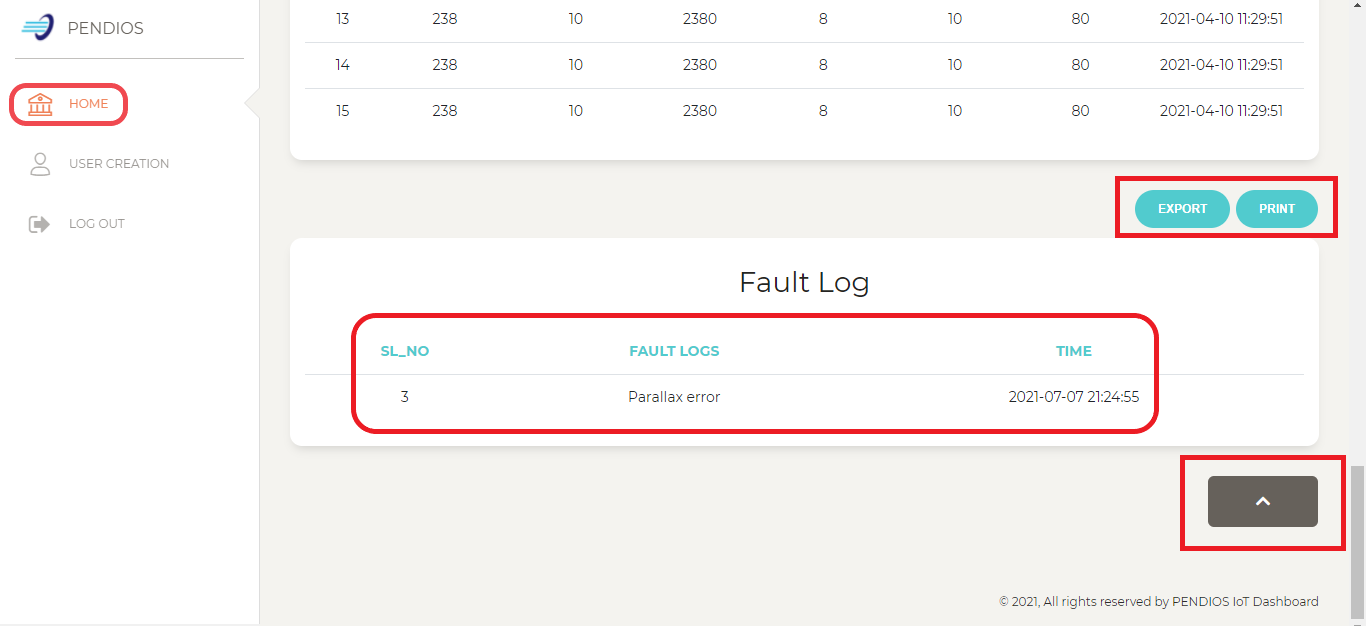 PENDIOS
HOME
USER CREATION
LOG OUT
13 238 10 2380 8 10 80 2021-04-10 11:29:51
14 238 10 2380 8 10 80 2021-04-10 11:29:51
15 238 10 2380 8 10 80 2021-04-10 11:29:51
EXPORT PRINT
Fault Log
SL_NO FAULT LOGS TIME
3 Parallax error 2021-07-07 21:24:55
© 2021, All rights reserved by PENDIOS IoT Dashboard